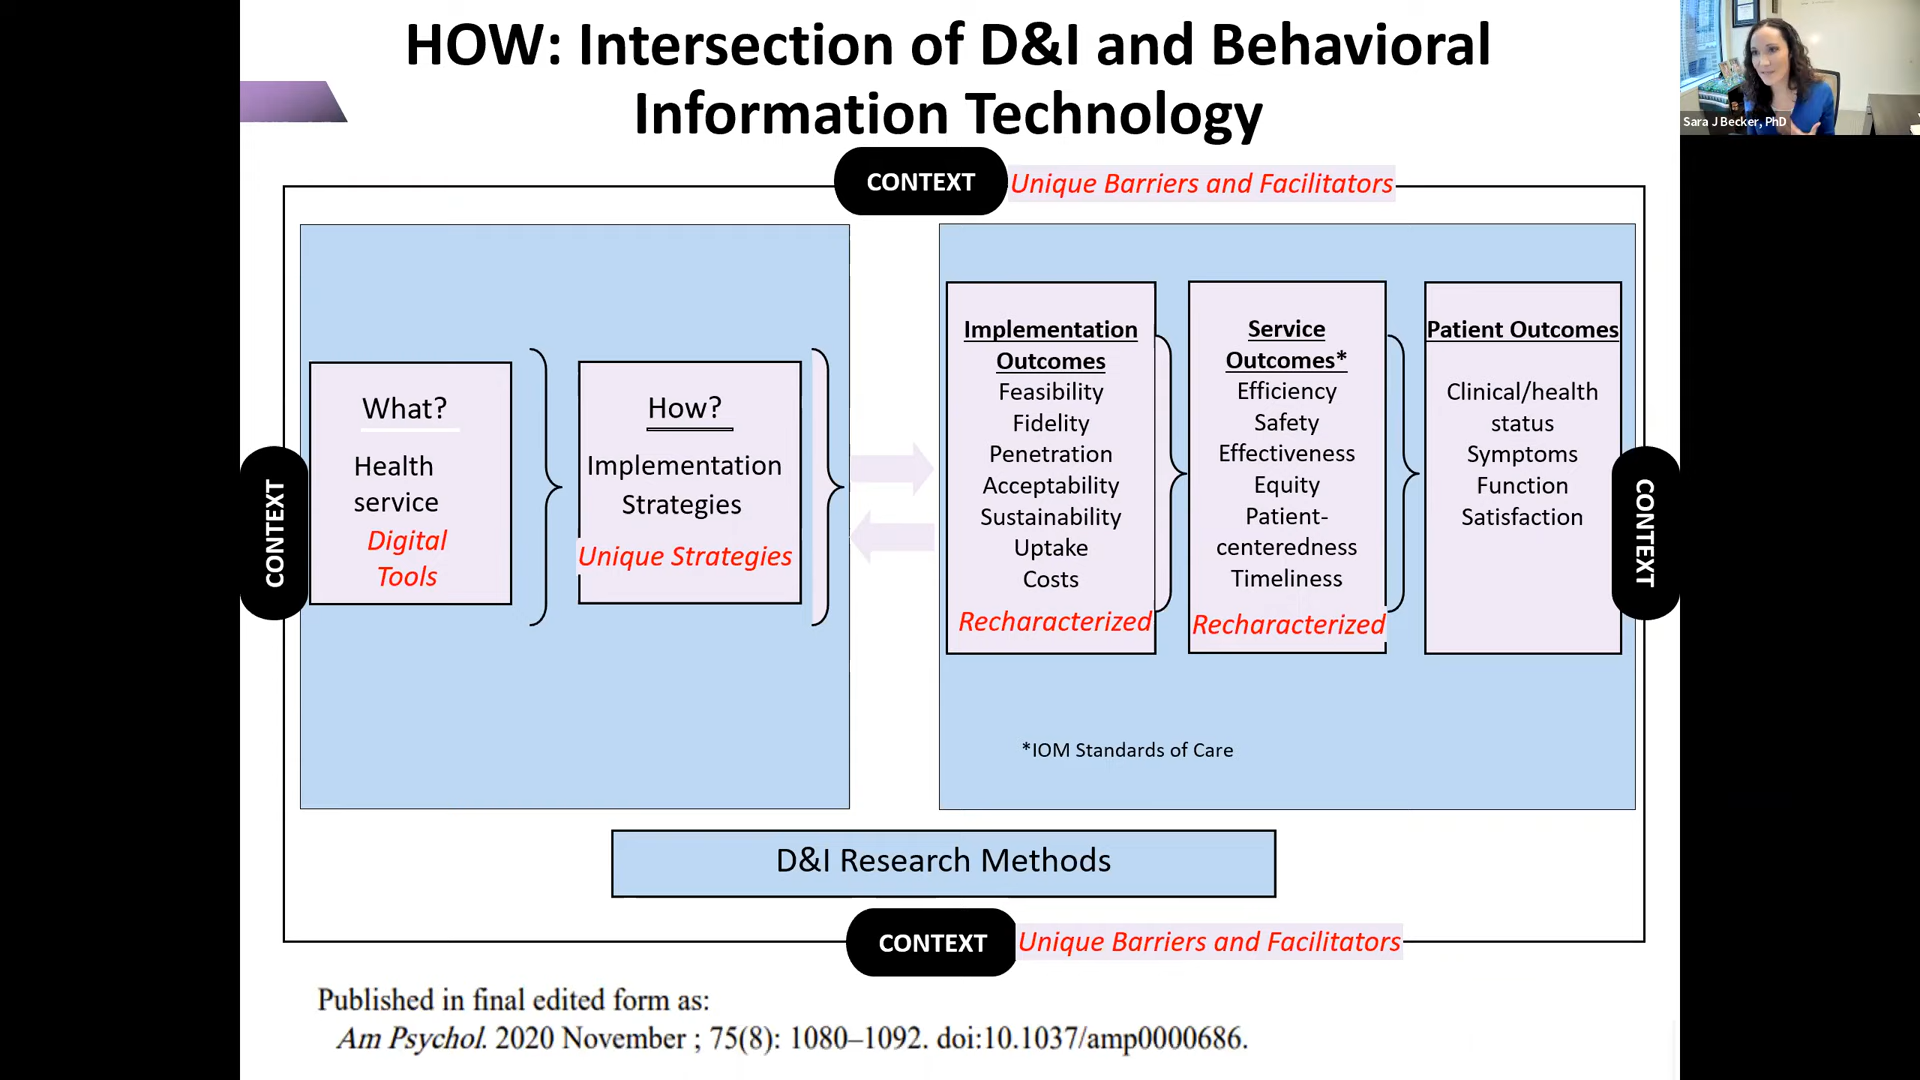 HOW: Intersection of D&I and Behavioral
Information Technology
Sara J Becker, PhD
CONTEXT
Unique Barriers and Facilitators
CONTEXT
What?
Health
service
Digital
Tools
How?
Implementation
Strategies
Unique Strategies
Implementation
Outcomes
Feasibility
Fidelity
Penetration
Acceptability
Sustainability
Uptake
Costs
Recharacterized
Service
Outcomes*
Efficiency
Safety
Effectiveness
Equity
Patient-
centeredness
Timeliness
Recharacterized
Patient Outcomes
Clinical/health
status
Symptoms
Function
Satisfaction
CONTEXT
*IOM Standards of Care
D&I Research Methods
CONTEXT
Unique Barriers and Facilitators
Published in final edited form as:
Am Psychol. 2020 November ; 75(8): 1080–1092. doi:10.1037/amp0000686.